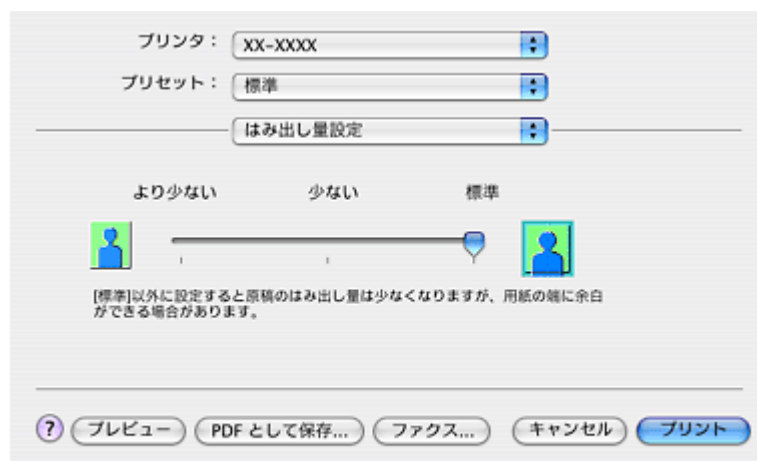 プリンタ： XX-XXXX
プリセット： 標準
はみ出し量設定
より少ない 少ない 標準
[標準]以外に設定すると原稿のはみ出し量は少なくなりますが、用紙の端に余白
ができる場合があります。
? プレビュー PDF として保存... ファクス... キャンセル プリント